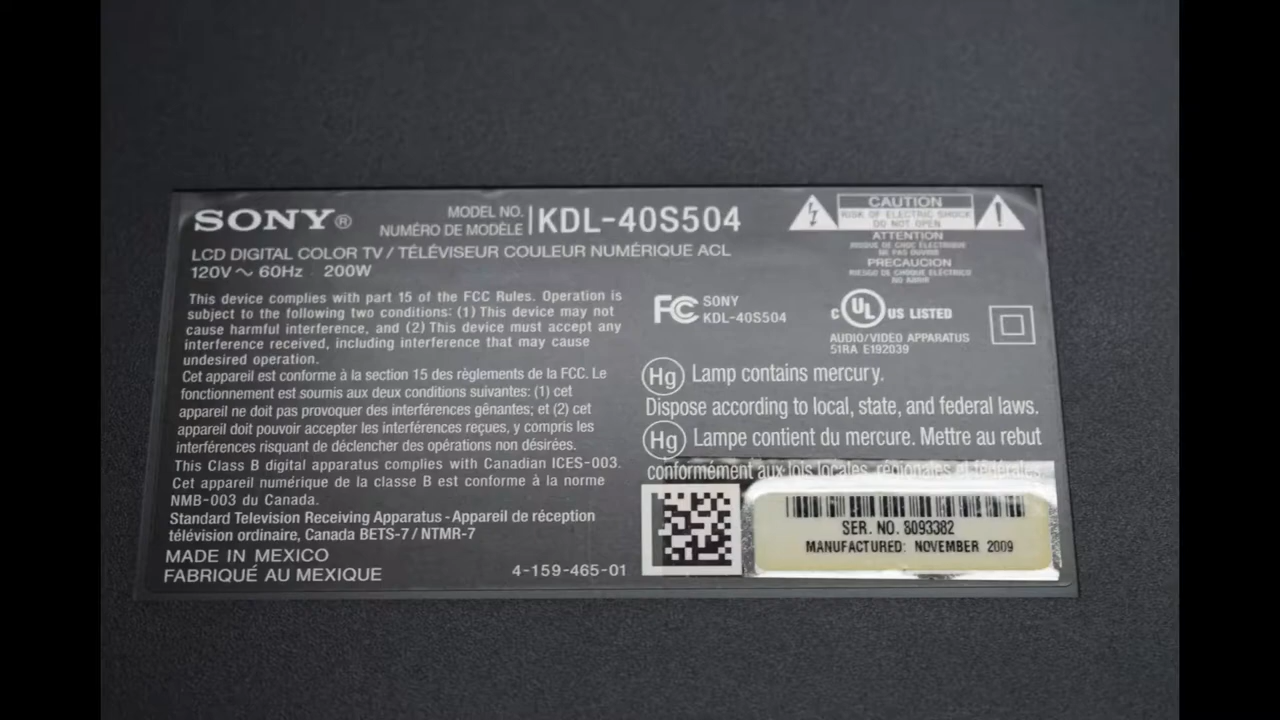 SONY®
MODEL NO.
NUMÉRO DE MODÈLE
KDL-40S504
LCD DIGITAL COLOR TV / TÉLÉVISEUR COULEUR NUMÉRIQUE ACL
120V ~ 60Hz 200W
This device complies with part 15 of the FCC Rules. Operation is
subject to the following two conditions: (1) This device may not
cause harmful interference, and (2) This device must accept any
interference received, including interference that may cause
undesired operation.
Cet appareil est conforme à la section 15 des règlements de la FCC. Le
fonctionnement est soumis aux deux conditions suivantes: (1) cet
appareil ne doit pas provoquer des interférences gênantes; et (2) cet
appareil doit pouvoir accepter les interférences reçues, y compris les
interférences risquant de déclencher des opérations non désirées.
This Class B digital apparatus complies with Canadian ICES-003.
Cet appareil numérique de la classe B est conforme à la norme
NMB-003 du Canada.
Standard Television Receiving Apparatus - Appareil de réception
télévision ordinaire, Canada BETS-7 / NTMR-7
MADE IN MEXICO
FABRIQUÉ AU MEXIQUE
4-159-465-01
CAUTION
RISK OF ELECTRIC SHOCK
DO NOT OPEN
ATTENTION
RISQUE DE CHOC ÉLECTRIQUE
NE PAS OUVRIR
PRECAUCION
RIESGO DE CHOQUE ELÉCTRICO
NO ABRIR
FC SONY
KDL-40S504
C UL US LISTED
AUDIO/VIDEO APPARATUS
51RA E192039
Hg Lamp contains mercury.
Dispose according to local, state, and federal laws.
Hg Lampe contient du mercure. Mettre au rebut
conformément aux lois locales, régionales et fédérales.
SER. NO. 8093382
MANUFACTURED: NOVEMBER 2009